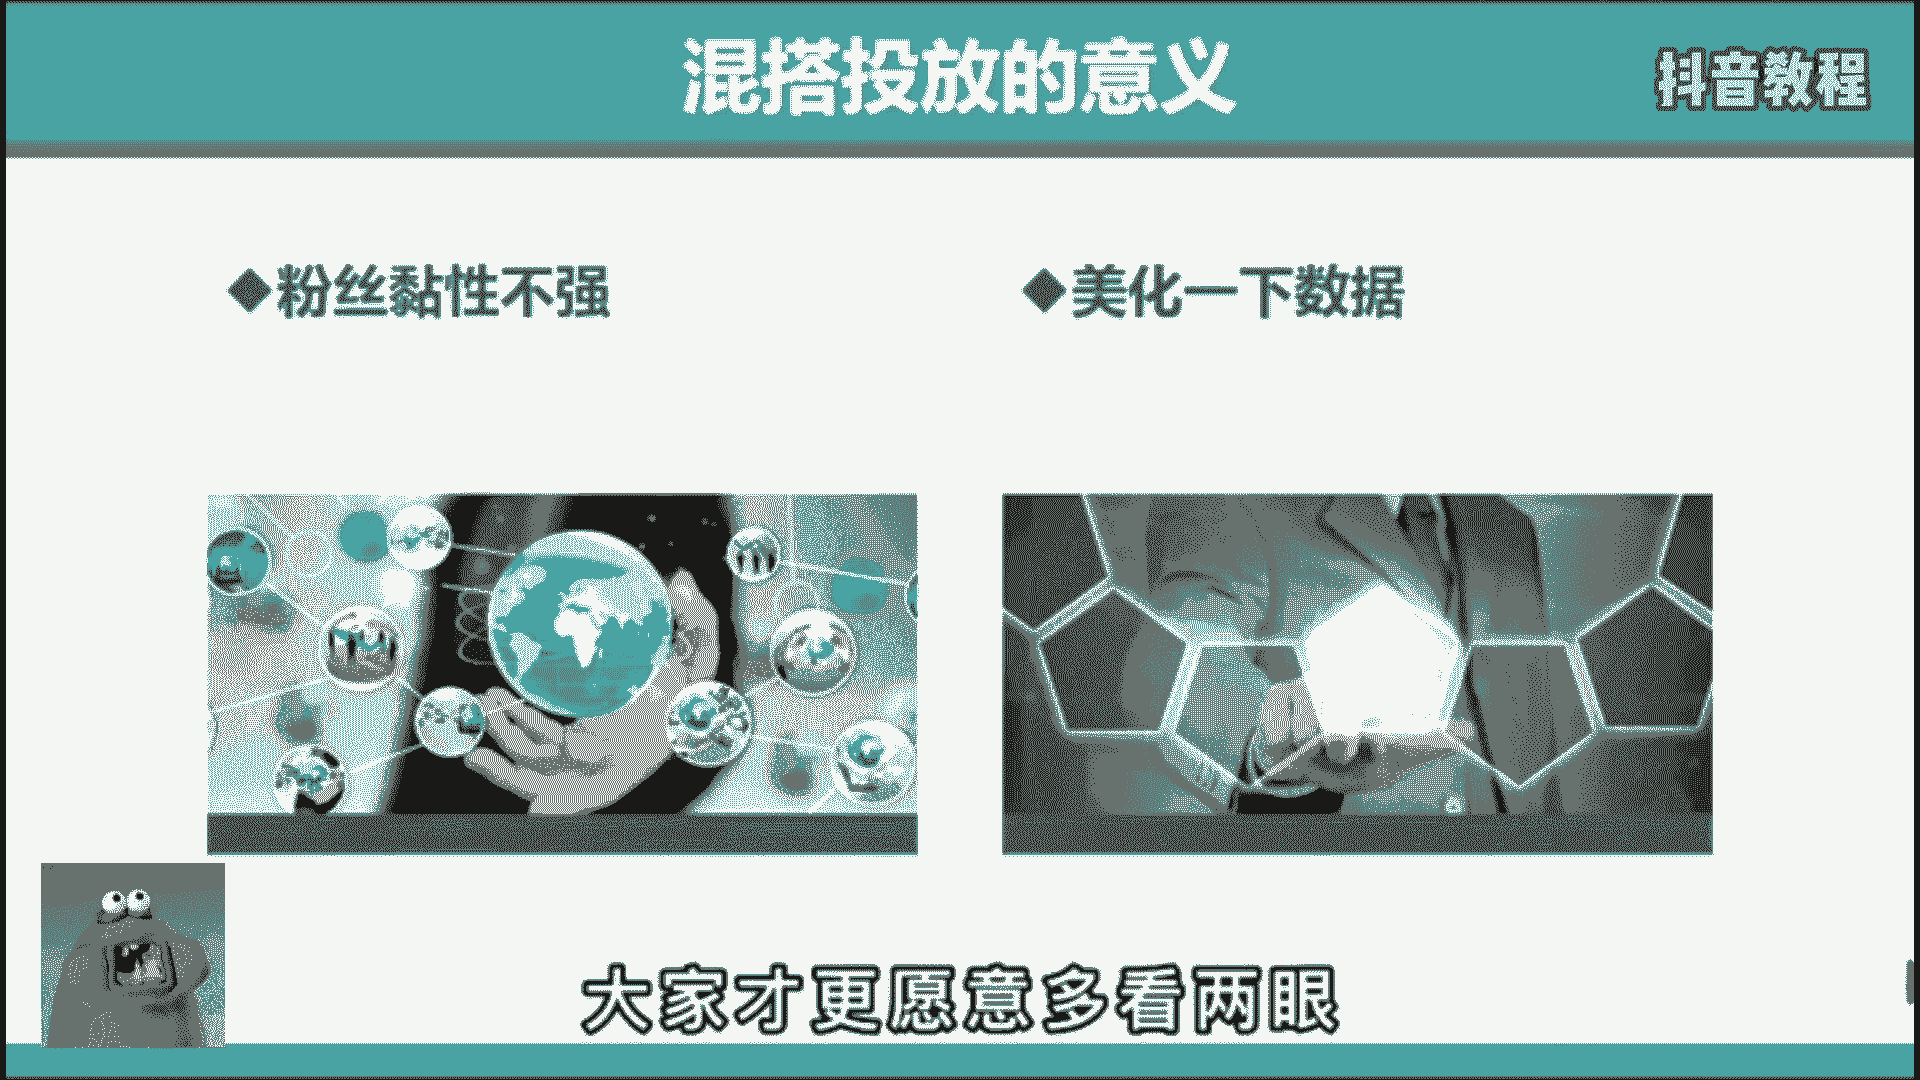 混搭投放的意义
抖音教程
◆粉丝黏性不强
◆美化一下数据
大家才更愿意多看两眼